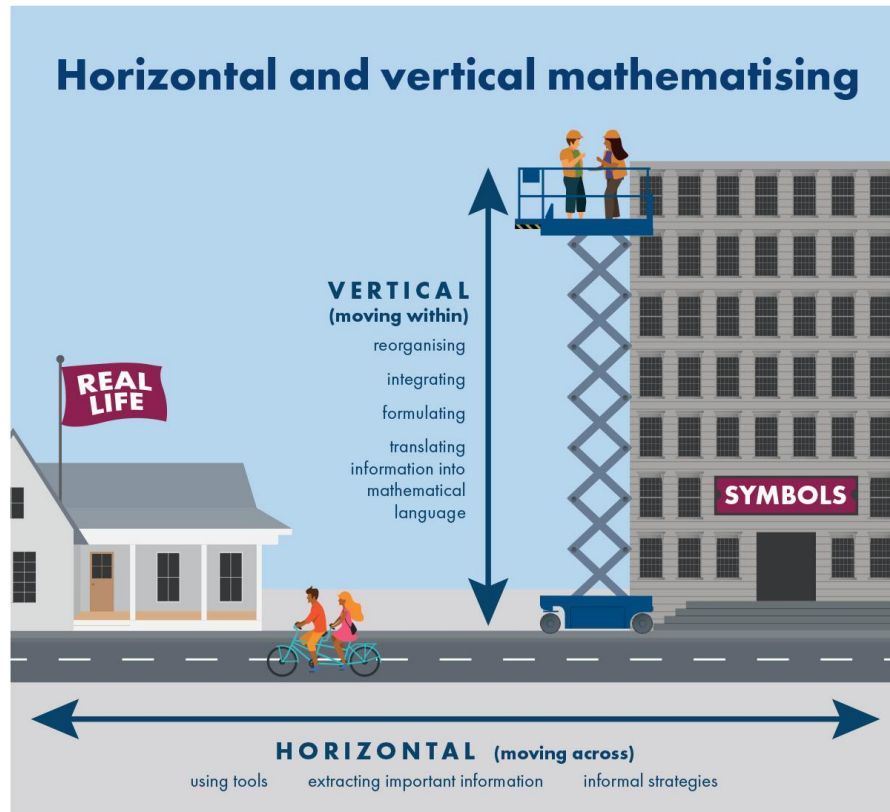 Horizontal and vertical mathematising
VERTICAL
(moving within)
reorganising
integrating
formulating
translating
information into
mathematical
language
REAL
LIFE
SYMBOLS
HORIZONTAL (moving across)
using tools extracting important information informal strategies